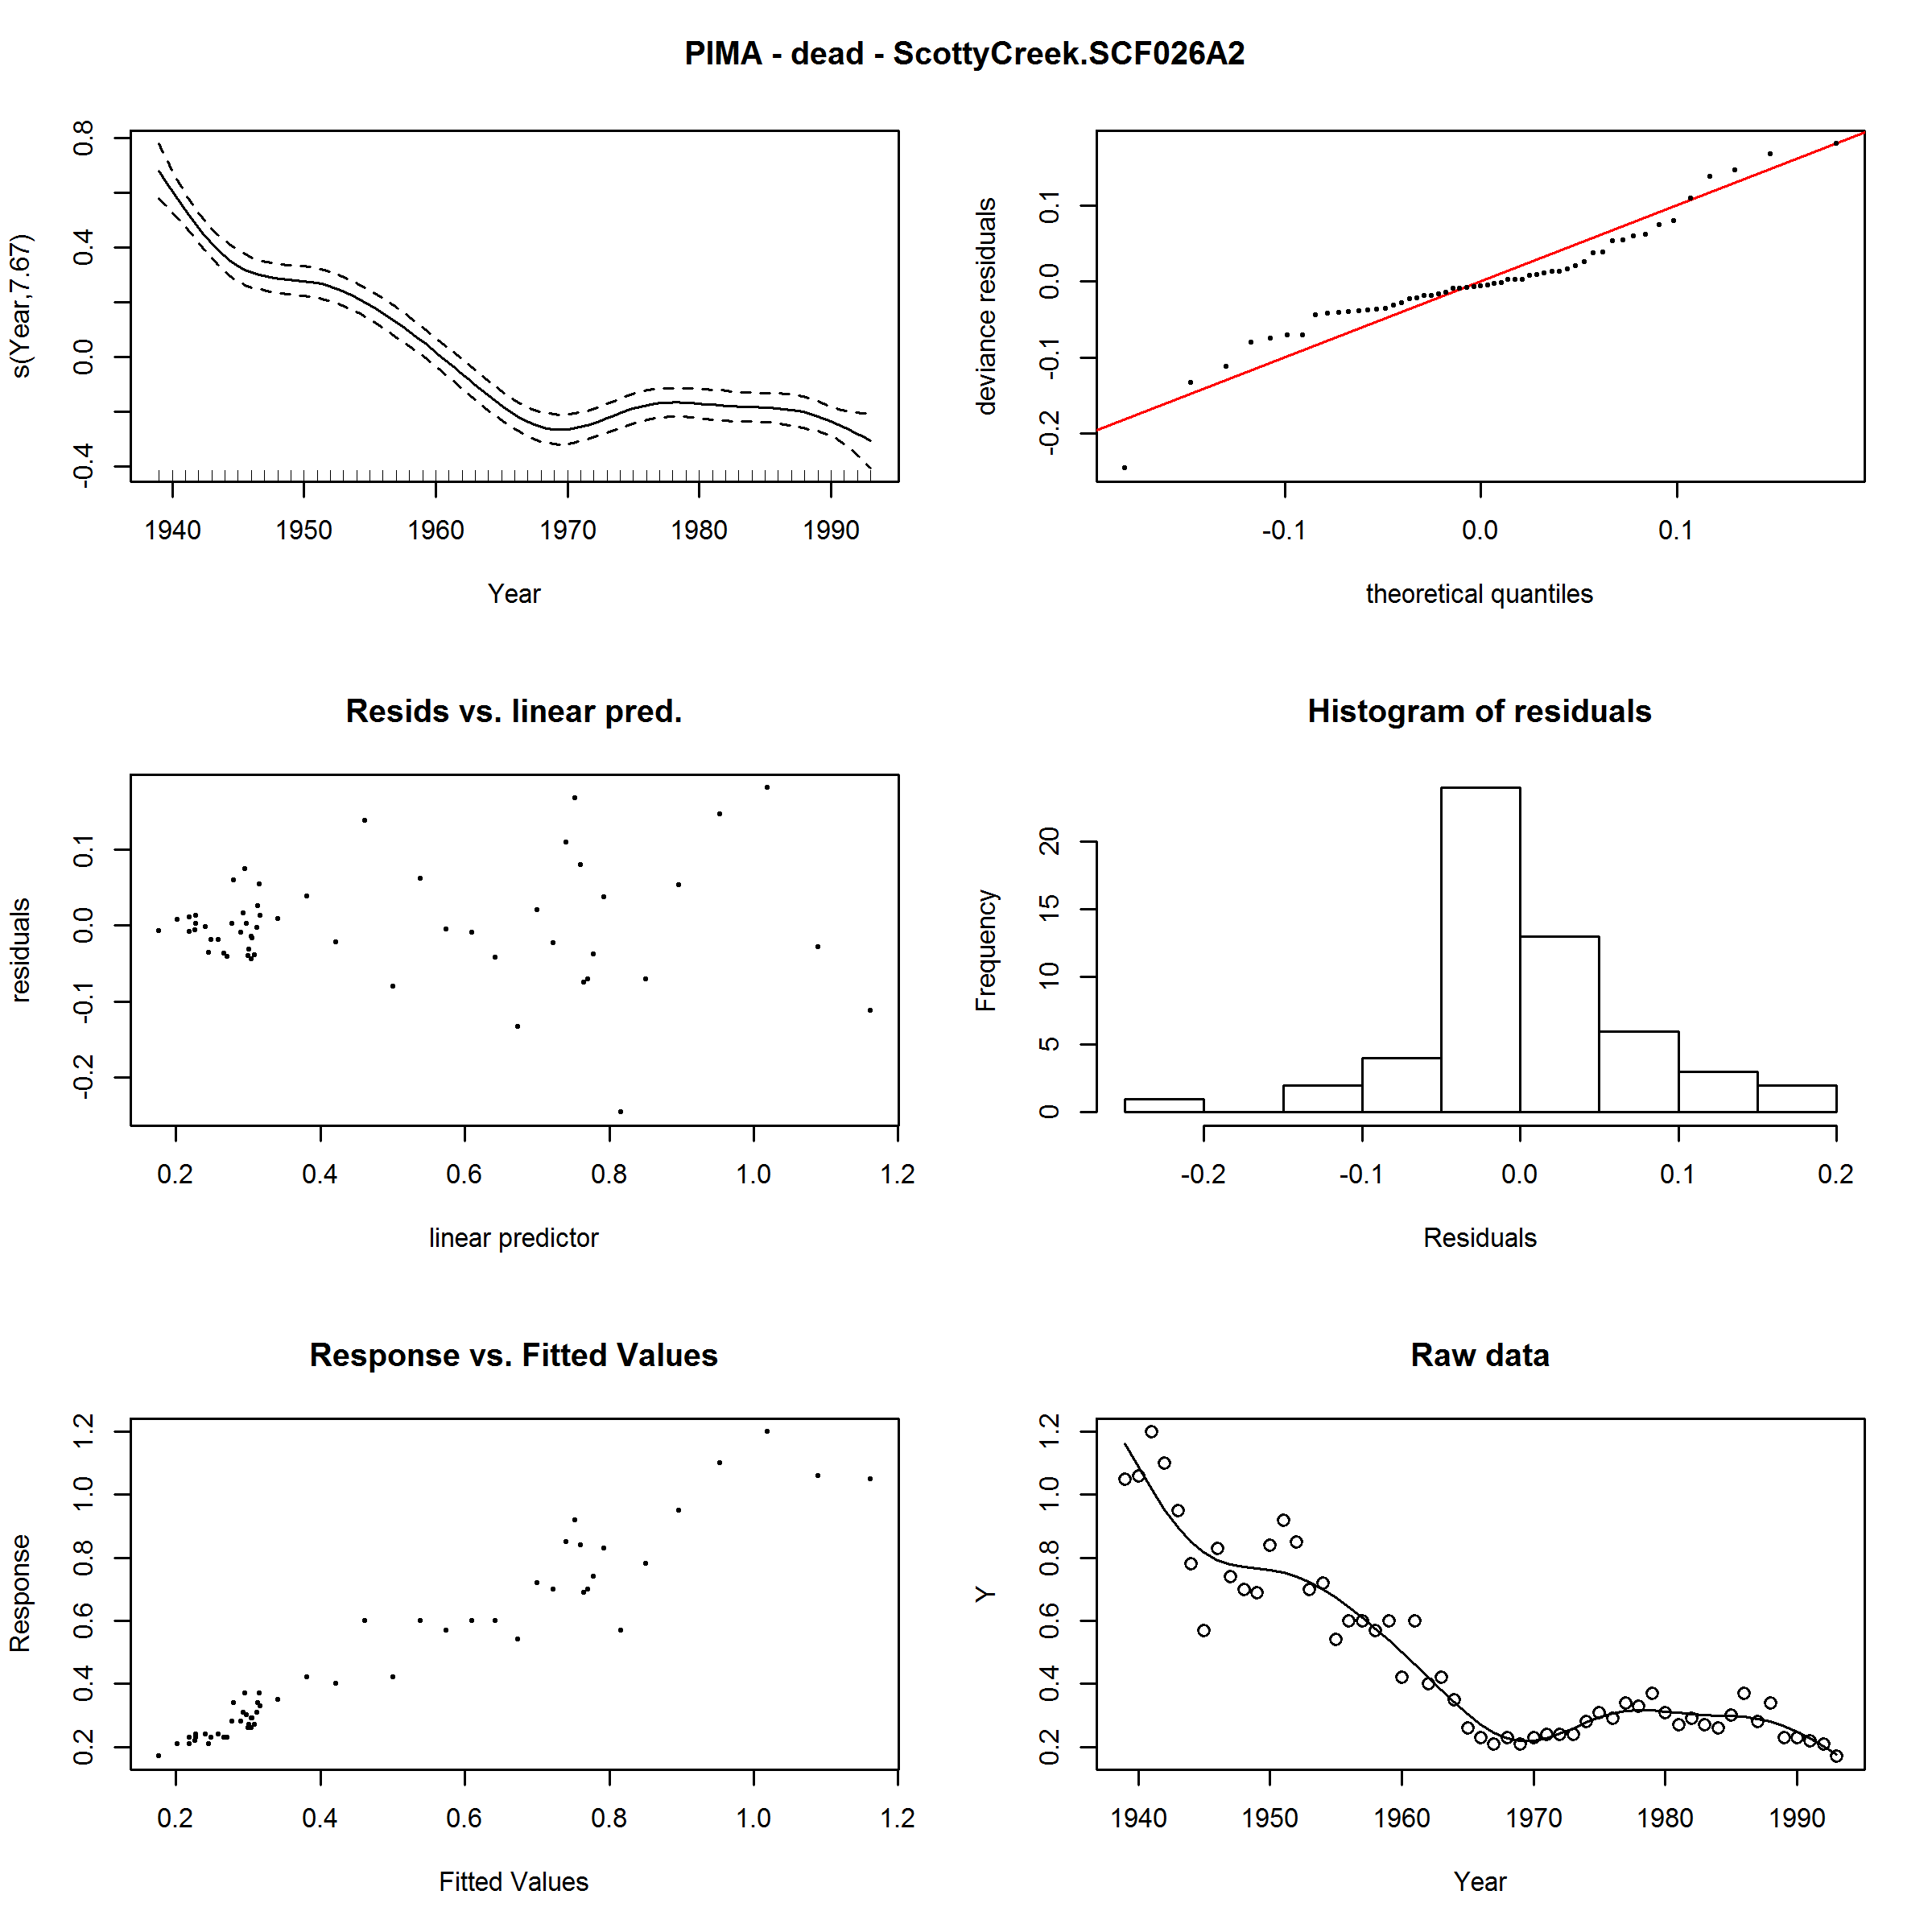 PIMA - dead - ScottyCreek.SCF026A2
s(Year,7.67)
-0.4 0.0 0.4 0.8
1940 1950 1960 1970 1980 1990
Year
deviance residuals
-0.2 -0.1 0.0 0.1
-0.1 0.0 0.1
theoretical quantiles
Resids vs. linear pred.
residuals
-0.2 -0.1 0.0 0.1
0.2 0.4 0.6 0.8 1.0 1.2
linear predictor
Histogram of residuals
Frequency
0 5 10 15 20
-0.2 -0.1 0.0 0.1 0.2
Residuals
Response vs. Fitted Values
Response
0.2 0.4 0.6 0.8 1.0 1.2
0.2 0.4 0.6 0.8 1.0 1.2
Fitted Values
Raw data
Y
0.2 0.4 0.6 0.8 1.0 1.2
1940 1950 1960 1970 1980 1990
Year